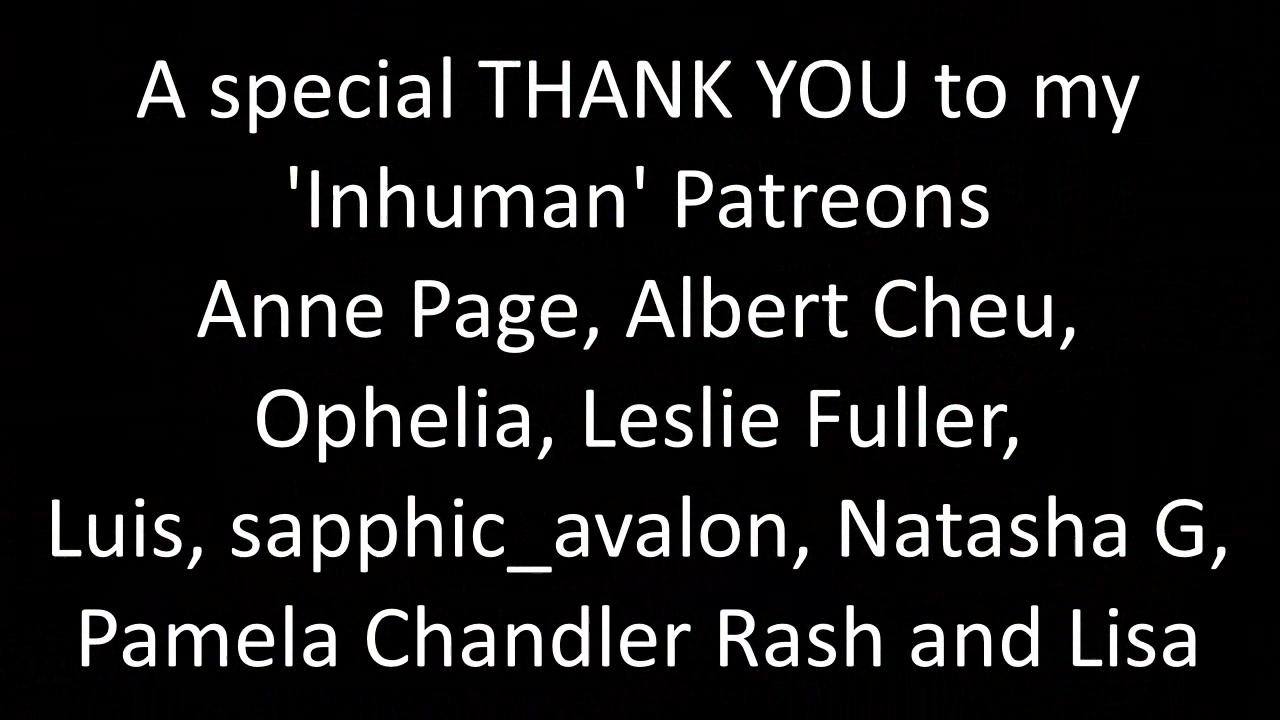 A special THANK YOU to my
'Inhuman' Patreons
Anne Page, Albert Cheu,
Ophelia, Leslie Fuller,
Luis, sapphic_avalon, Natasha G,
Pamela Chandler Rash and Lisa